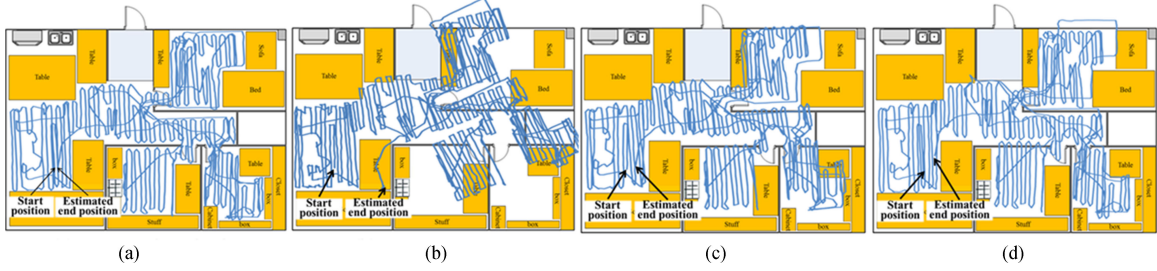 Table
Table
Table
Sofa
Bed
Table
box
Table
Table
Closet
box
Cabinet
box
Start
position
Estimated
end position
(a)
Table
Table
Sofa
Bed
Table
box
Table
Closet
box
Stuff
Cabinet
box
Start
position
Estimated
end position
(b)
Table
Table
Table
Sofa
Bed
Table
box
Table
Table
Closet
box
Stuff
Cabinet
box
Start
position
Estimated
end position
(c)
Table
Table
Table
Sofa
Bed
Table
box
Table
Table
Closet
box
Stuff
Cabinet
box
Start
position
Estimated
end position
(d)